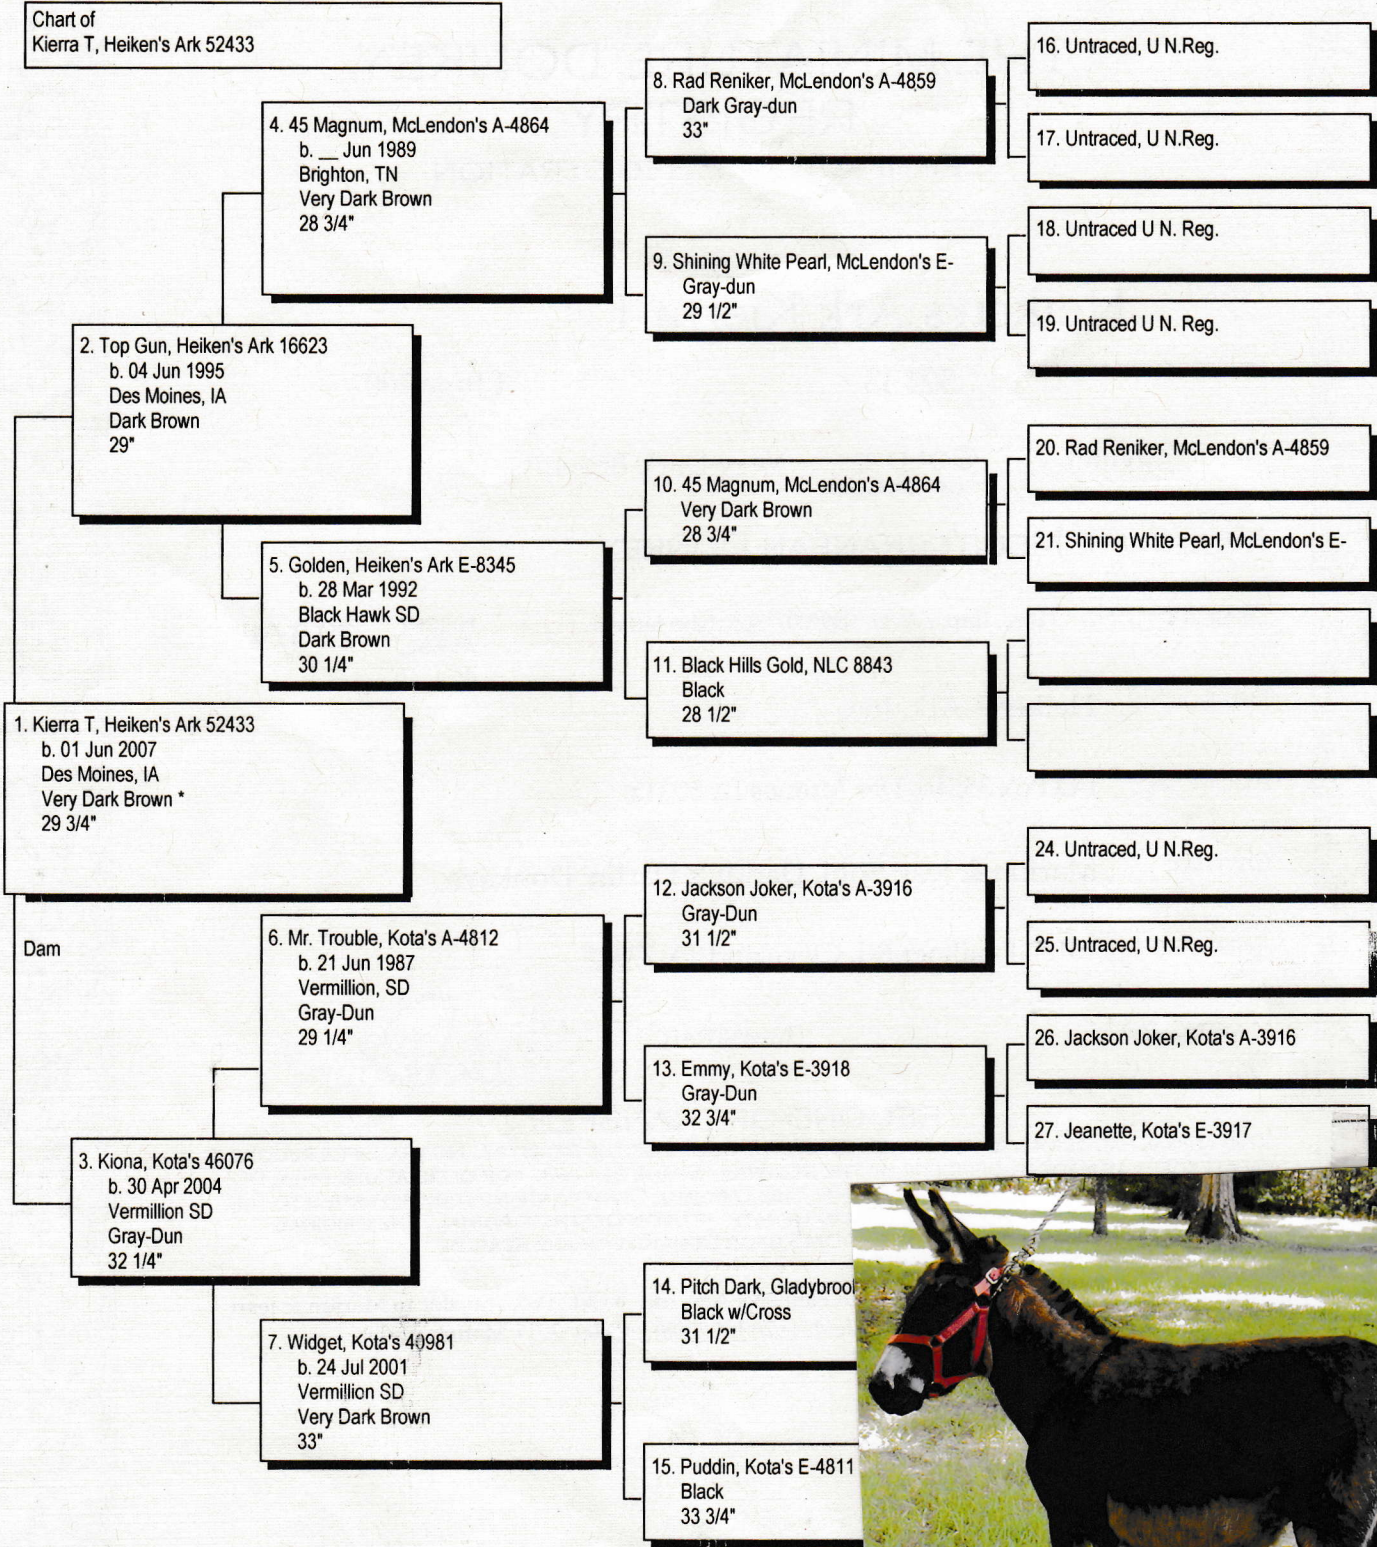 Chart of
Kierra T, Heiken's Ark 52433
1. Kierra T, Heiken's Ark 52433
b. 01 Jun 2007
Des Moines, IA
Very Dark Brown *
29 3/4"
Dam
2. Top Gun, Heiken's Ark 16623
b. 04 Jun 1995
Des Moines, IA
Dark Brown
29"
3. Kiona, Kota's 46076
b. 30 Apr 2004
Vermillion SD
Gray-Dun
32 1/4"
4. 45 Magnum, McLendon's A-4864
b. __ Jun 1989
Brighton, TN
Very Dark Brown
28 3/4"
5. Golden, Heiken's Ark E-8345
b. 28 Mar 1992
Black Hawk SD
Dark Brown
30 1/4"
6. Mr. Trouble, Kota's A-4812
b. 21 Jun 1987
Vermillion, SD
Gray-Dun
29 1/4"
7. Widget, Kota's 40981
b. 24 Jul 2001
Vermillion SD
Very Dark Brown
33"
8. Rad Reniker, McLendon's A-4859
Dark Gray-dun
33"
9. Shining White Pearl, McLendon's E-
Gray-dun
29 1/2"
10. 45 Magnum, McLendon's A-4864
Very Dark Brown
28 3/4"
11. Black Hills Gold, NLC 8843
Black
28 1/2"
12. Jackson Joker, Kota's A-3916
Gray-Dun
31 1/2"
13. Emmy, Kota's E-3918
Gray-Dun
32 3/4"
14. Pitch Dark, Gladybrook
Black w/Cross
31 1/2"
15. Puddin, Kota's E-4811
Black
33 3/4"
16. Untraced, U N.Reg.
17. Untraced, U N.Reg.
18. Untraced U N. Reg.
19. Untraced U N. Reg.
20. Rad Reniker, McLendon's A-4859
21. Shining White Pearl, McLendon's E-
24. Untraced, U N.Reg.
25. Untraced, U N.Reg.
26. Jackson Joker, Kota's A-3916
27. Jeanette, Kota's E-3917